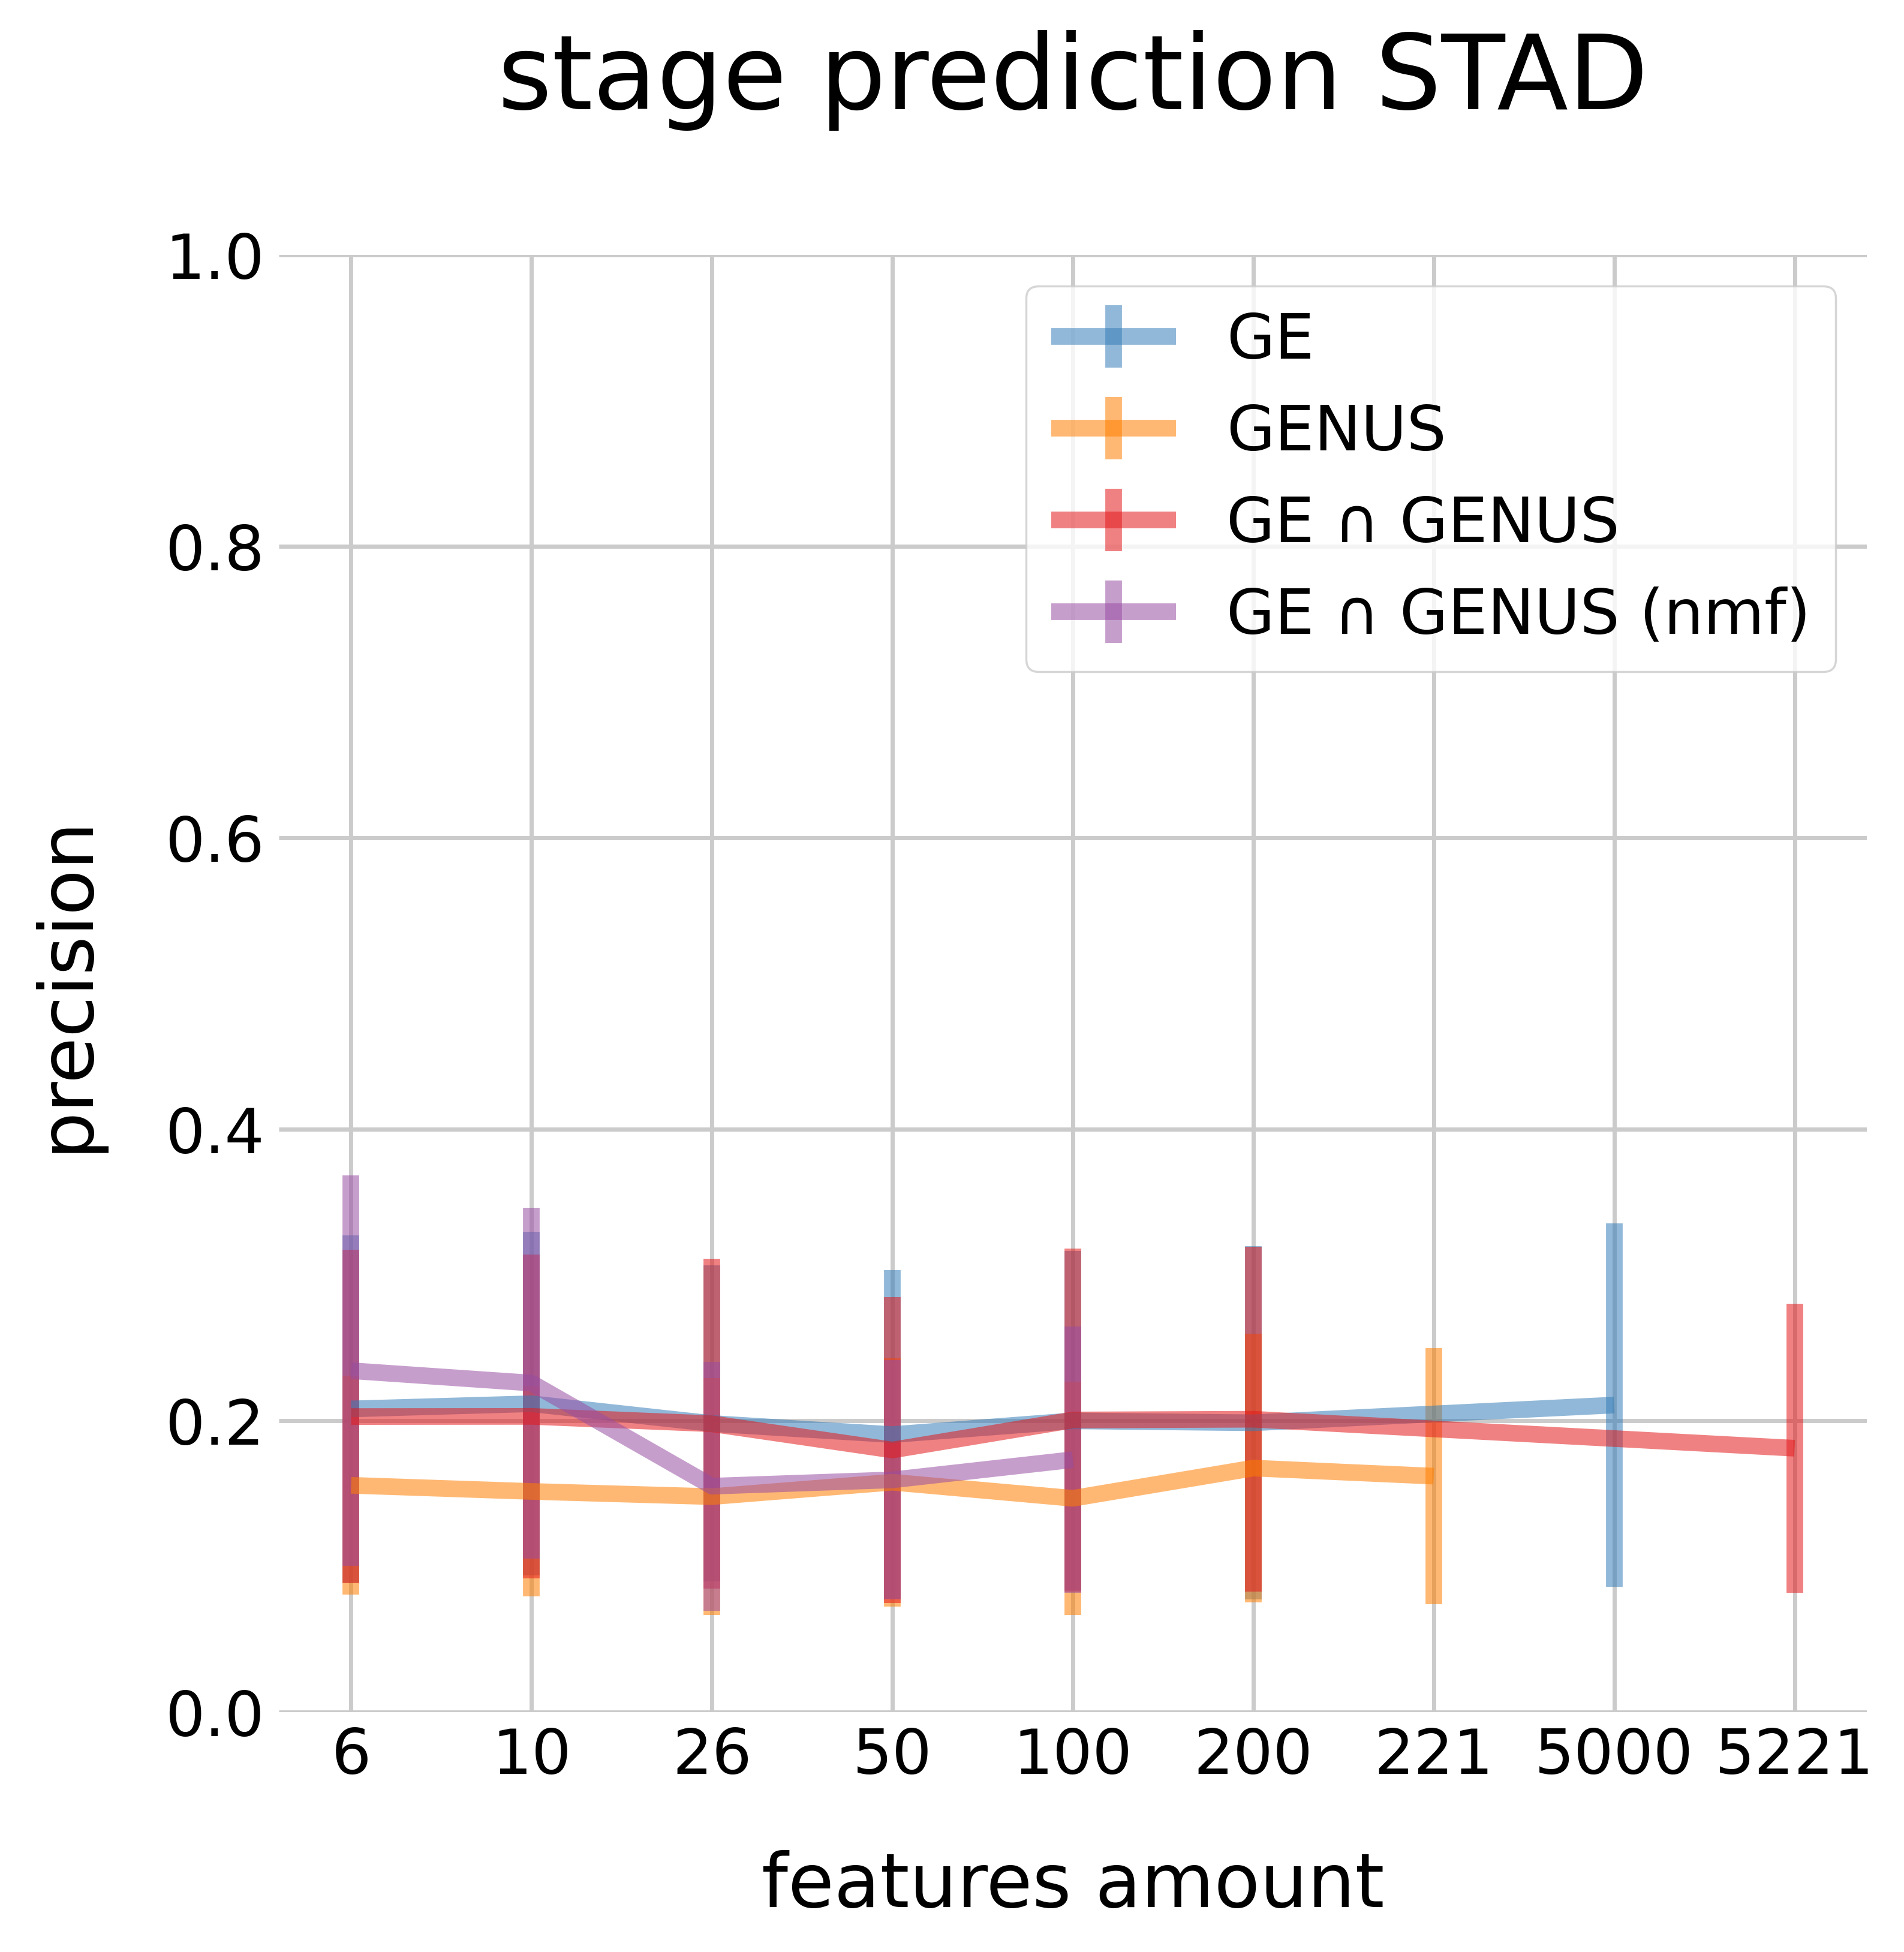 stage prediction STAD
1.0
0.8
0.6
0.4
0.2
0.0
precision
GE
GENUS
GE ∩ GENUS
GE ∩ GENUS (nmf)
6 10 26 50 100 200 221 5000 5221
features amount